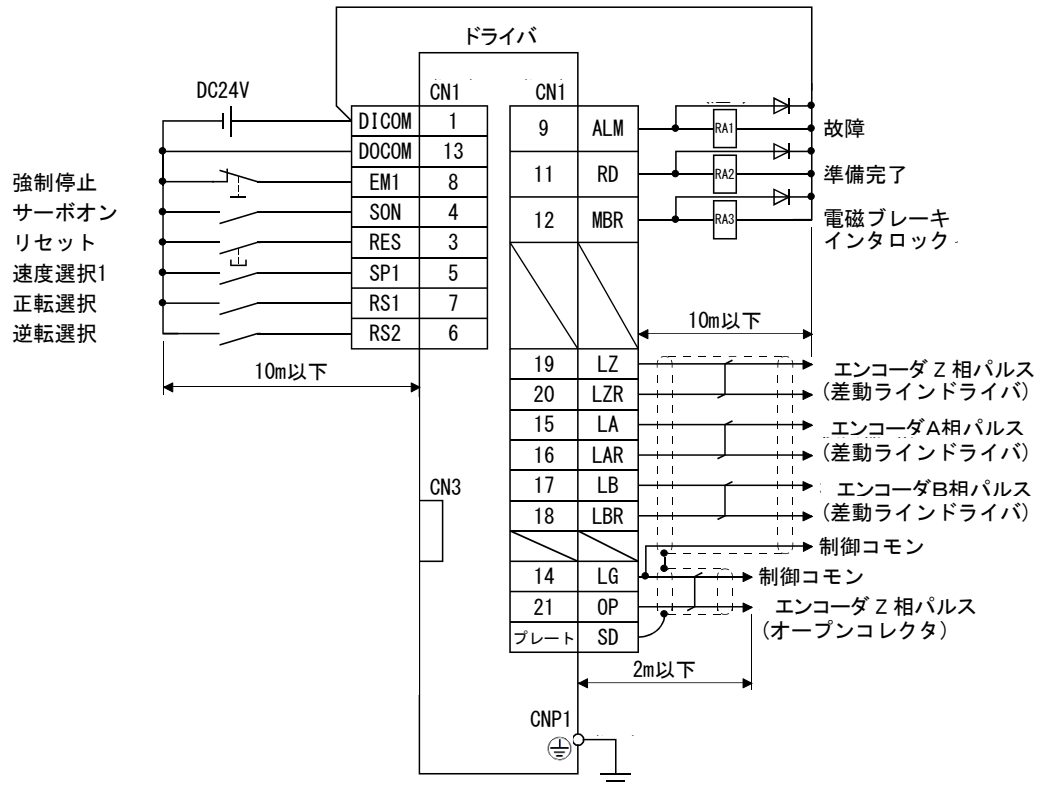 ドライバ
DC24V
CN1
CN1
DICOM 1
DOCOM 13
強制停止 EM1 8
サーボオン SON 4
リセット RES 3
速度選択1 SP1 5
正転選択 RS1 7
逆転選択 RS2 6
10m以下
9 ALM RA1 故障
11 RD RA2 準備完了
12 MBR RA3 電磁ブレーキ
インタロック
10m以下
19 LZ エンコーダZ相パルス
20 LZR (差動ラインドライバ)
15 LA エンコーダA相パルス
16 LAR (差動ラインドライバ)
17 LB エンコーダB相パルス
18 LBR (差動ラインドライバ)
制御コモン
14 LG 制御コモン
21 OP エンコーダZ相パルス
(オープンコレクタ)
プレート SD
2m以下
CN3
CNP1